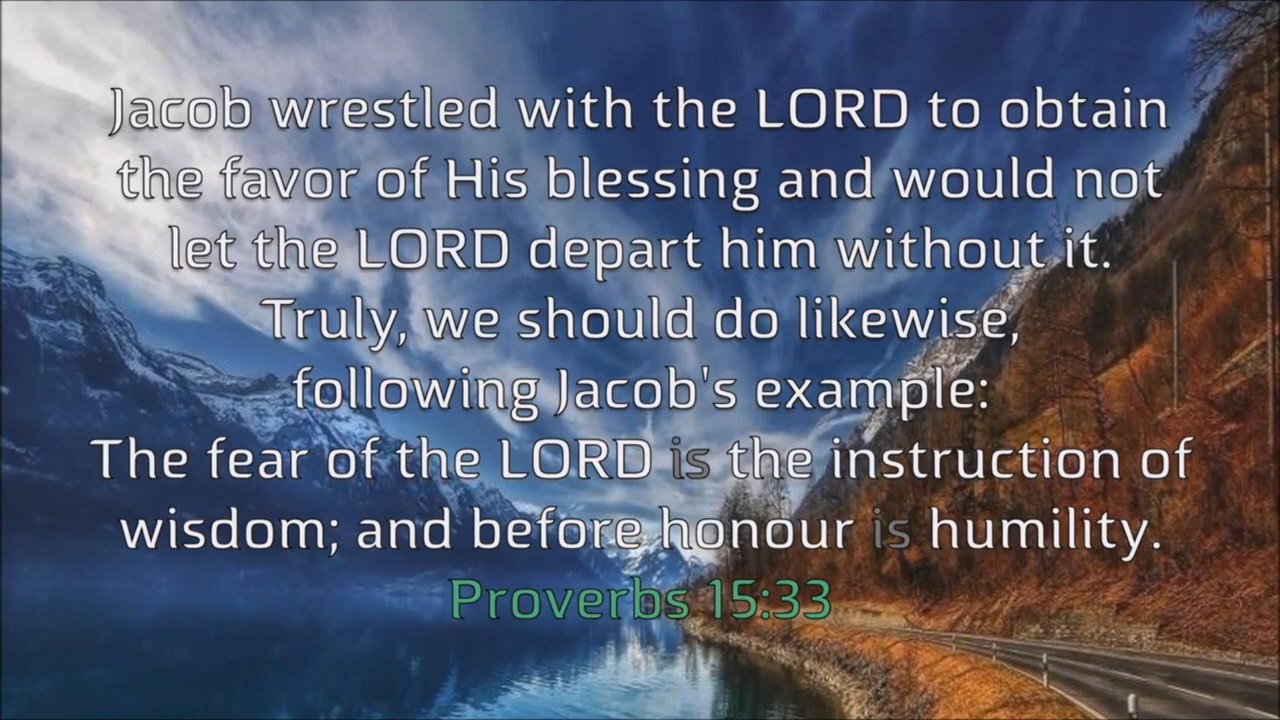 Jacob wrestled with the LORD to obtain
the favor of His blessing and would not
let the LORD depart him without it.
Truly, we should do likewise,
following Jacob's example:
The fear of the LORD is the instruction of
wisdom; and before honour is humility.
Proverbs 15:33